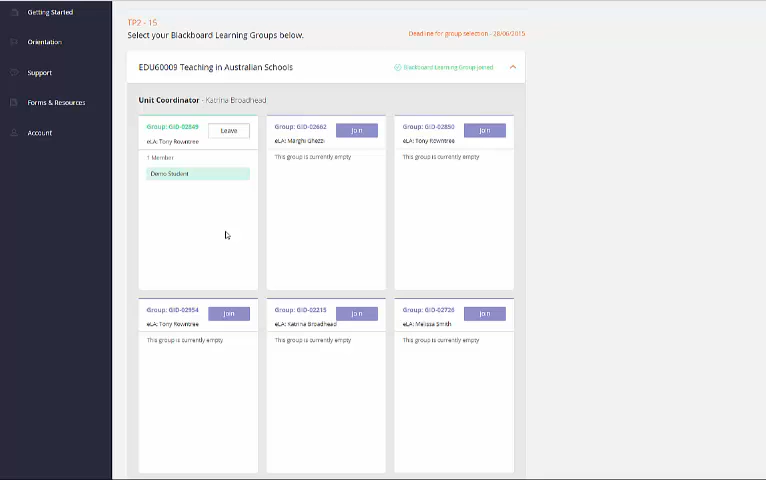 Getting Started
Orientation
Support
Forms & Resources
Account
TP2 - 15
Select your Blackboard Learning Groups below.
Deadline for group selection - 28/06/2015
EDU60009 Teaching in Australian Schools
Blackboard Learning Group joined
Unit Coordinator - Katrina Broadhead
Group: GID-02849
Leave
eLA: Tony Rowntree
1 Member
Demo Student
Group: GID-02662
Join
eLA: Marghi Ghezzi
This group is currently empty
Group: GID-02850
Join
eLA: Tony Rowntree
This group is currently empty
Group: GID-02954
Join
eLA: Tony Rowntree
This group is currently empty
Group: GID-02215
Join
eLA: Katrina Broadhead
This group is currently empty
Group: GID-02726
Join
eLA: Melissa Smith
This group is currently empty